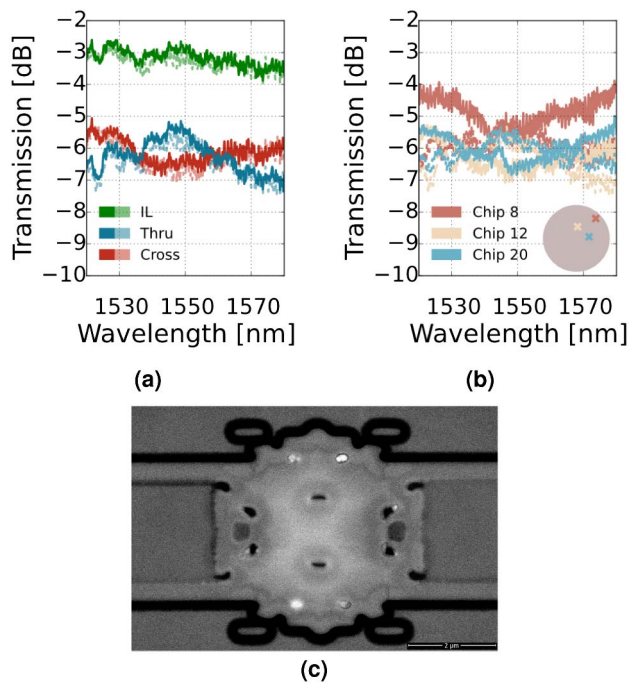 −2
−3
−4
−5
−6
−7
−8
−9
−10
Transmission [dB]
IL
Thru
Cross
1530 1550 1570
Wavelength [nm]
(a)
−2
−3
−4
−5
−6
−7
−8
−9
−10
Transmission [dB]
Chip 8
Chip 12
Chip 20
1530 1550 1570
Wavelength [nm]
(b)
2 µm
(c)